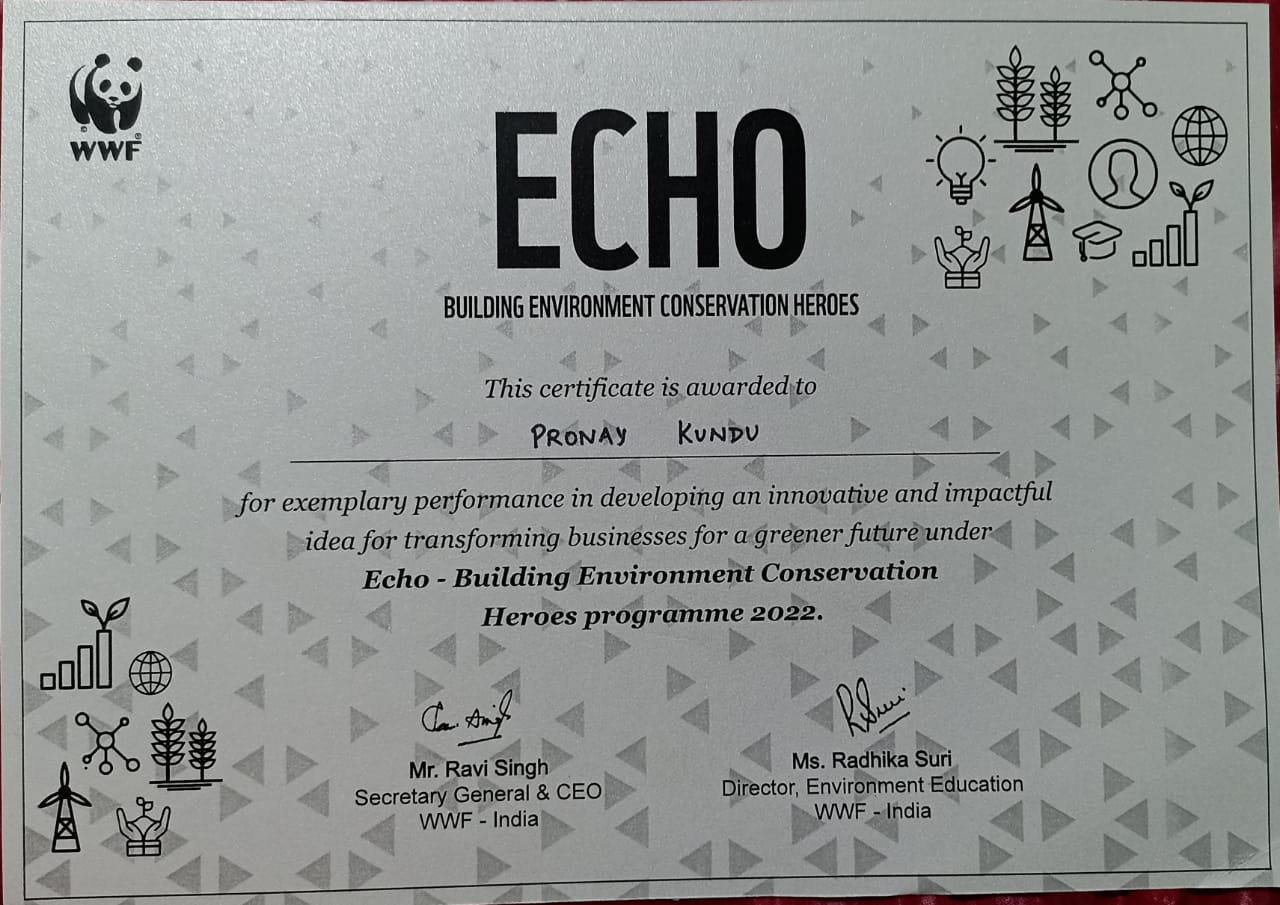 WWF
ECHO
BUILDING ENVIRONMENT CONSERVATION HEROES
This certificate is awarded to
PRONAY KUNDU
for exemplary performance in developing an innovative and impactful
idea for transforming businesses for a greener future under
Echo - Building Environment Conservation
Heroes programme 2022.
Mr. Ravi Singh
Secretary General & CEO
WWF - India
R Suri
Ms. Radhika Suri
Director, Environment Education
WWF - India